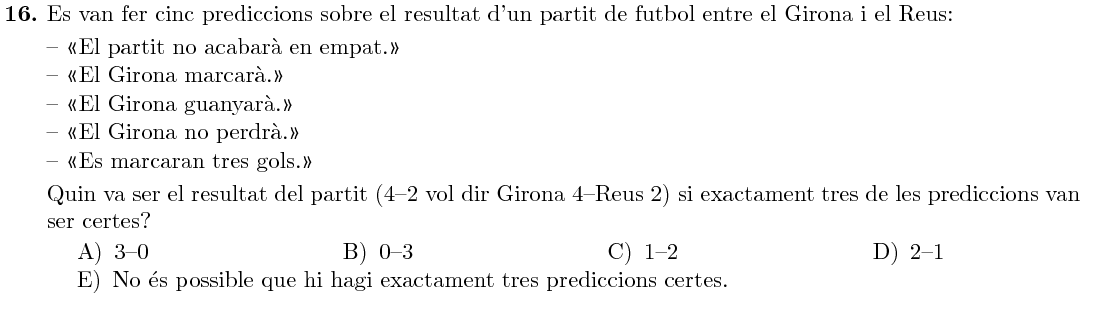 16. Es van fer cinc prediccions sobre el resultat d'un partit de futbol entre el Girona i el Reus:
– «El partit no acabarà en empat.»
– «El Girona marcarà.»
– «El Girona guanyarà.»
– «El Girona no perdrà.»
– «Es marcaran tres gols.»
Quin va ser el resultat del partit (4–2 vol dir Girona 4–Reus 2) si exactament tres de les prediccions van
ser certes?
A) 3–0 B) 0–3 C) 1–2 D) 2–1
E) No és possible que hi hagi exactament tres prediccions certes.